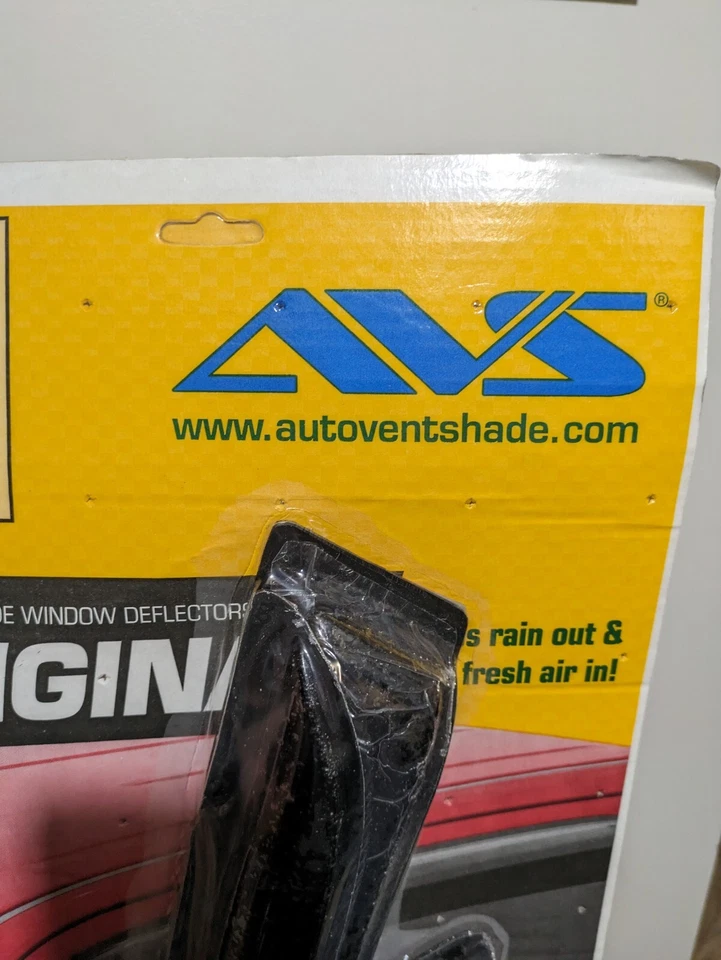 AVS®
www.autoventshade.com
DE WINDOW DEFLECTORS
IGINA
s rain out &
fresh air in!